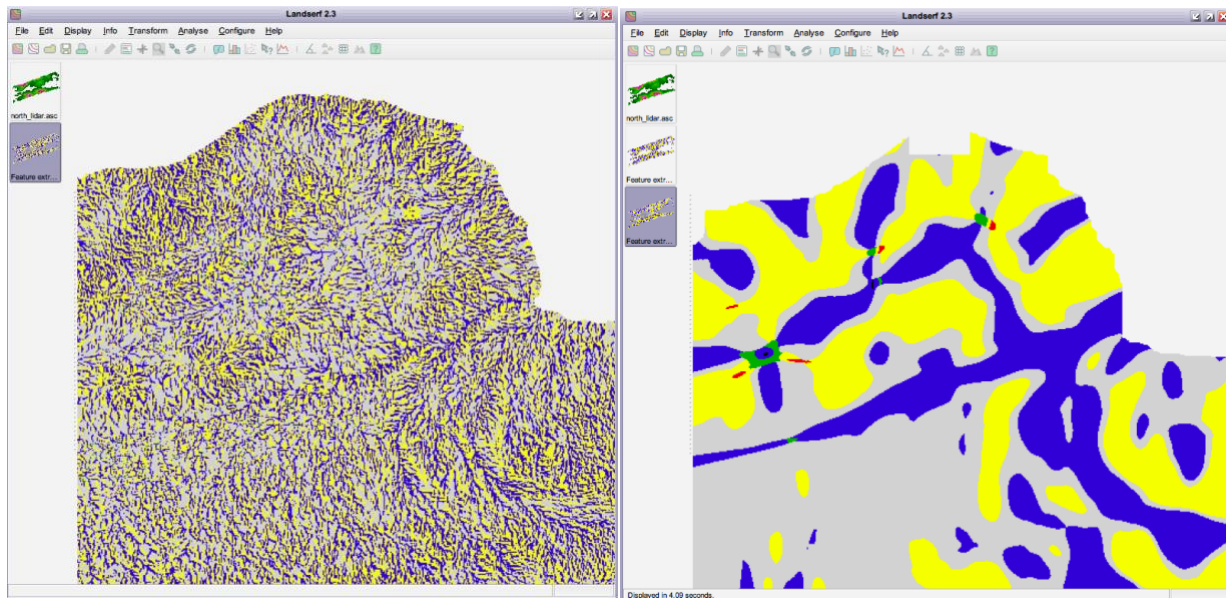 Landserf 2.3
File Edit Display Info Transform Analyse Configure Help
north_lidar.asc
Feature extr...
Landserf 2.3
File Edit Display Info Transform Analyse Configure Help
north_lidar.asc
Feature extr...
Feature extr...
Displayed in 4.09 seconds.